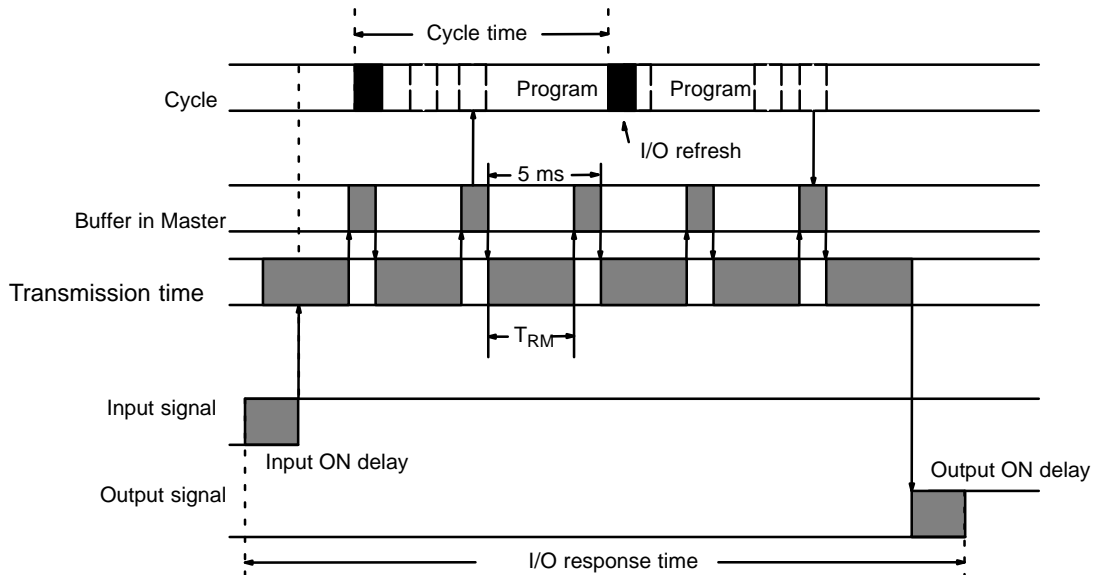 Cycle time
Cycle
Program
Program
I/O refresh
5 ms
Buffer in Master
Transmission time
TRM
Input signal
Input ON delay
Output ON delay
Output signal
I/O response time